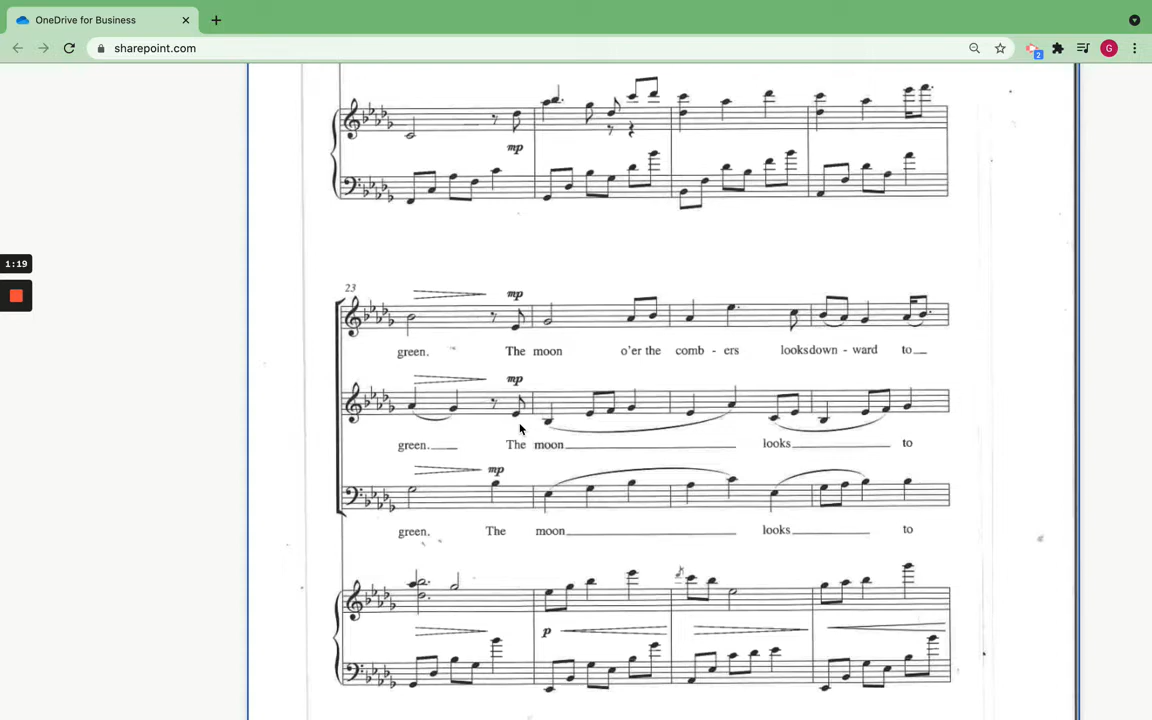 OneDrive for Business
sharepoint.com
2
G
1:19
mp
23
mp
green. The moon o'er the comb - ers looks down - ward to
mp
green. The moon looks to
mp
green. The moon looks to
p